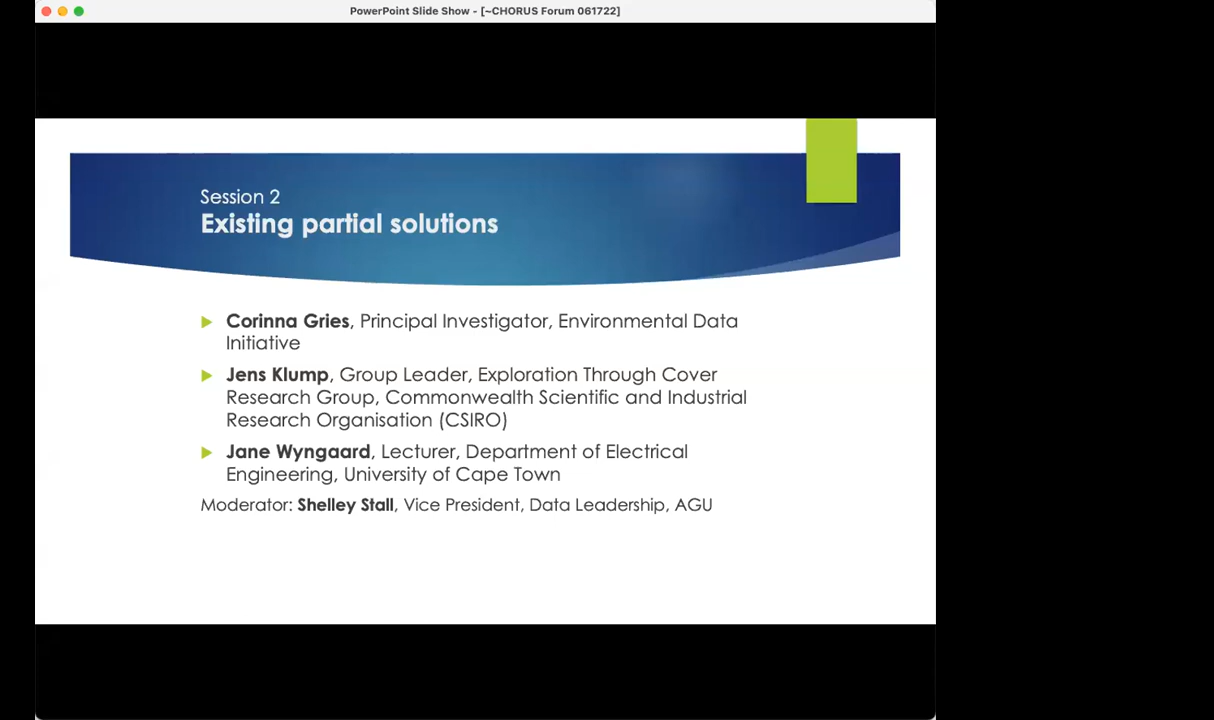 PowerPoint Slide Show - [~CHORUS Forum 061722]
Session 2
Existing partial solutions
Corinna Gries, Principal Investigator, Environmental Data
Initiative
Jens Klump, Group Leader, Exploration Through Cover
Research Group, Commonwealth Scientific and Industrial
Research Organisation (CSIRO)
Jane Wyngaard, Lecturer, Department of Electrical
Engineering, University of Cape Town
Moderator: Shelley Stall, Vice President, Data Leadership, AGU